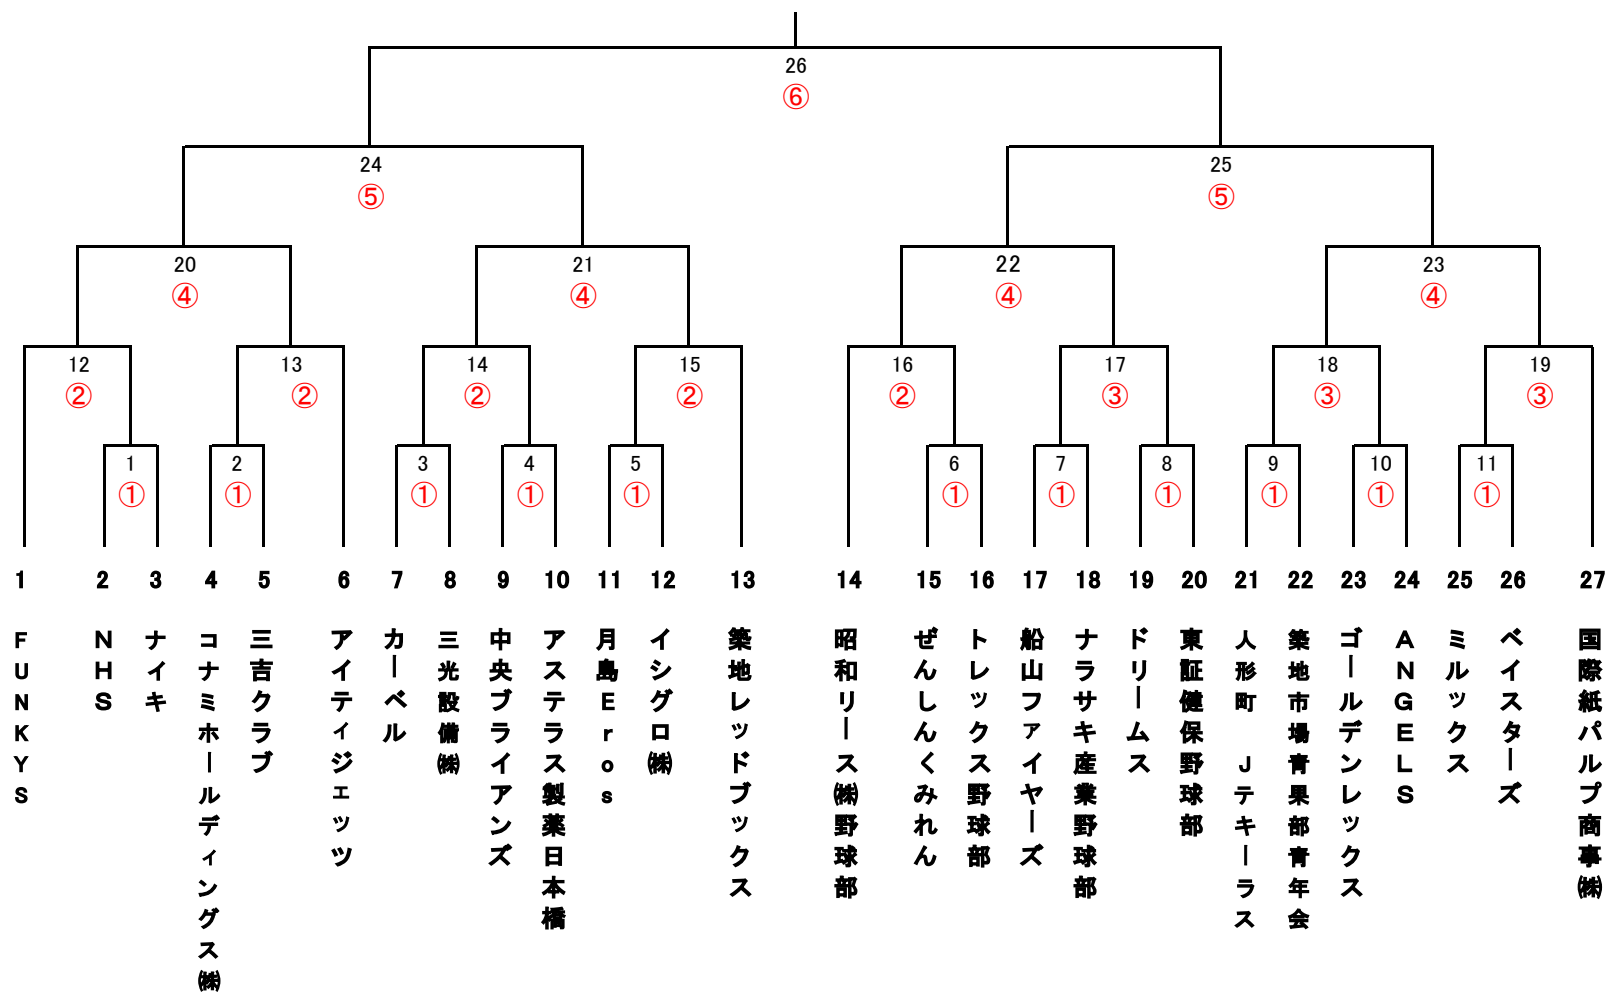 26
⑥
24 25
⑤ ⑤
20 21 22 23
④ ④ ④ ④
12 13 14 15 16 17 18 19
② ② ② ② ② ③ ③ ③
1 2 3 4 5 6 7 8 9 10 11
① ① ① ① ① ① ① ① ① ① ①
1 2 3 4 5 6 7 8 9 10 11 12 13 14 15 16 17 18 19 20 21 22 23 24 25 26 27
FUNKYS
NHS
ナイキ
コナミホールディングス㈱
三吉クラブ
アイティジェッツ
カーベル
三光設備㈱
中央ブライアンズ
アステラス製薬日本橋
月島Eros
イシグロ㈱
築地レッドブックス
昭和リース㈱野球部
ぜんしんくみれん
トレックス野球部
船山ファイヤーズ
ナラサキ産業野球部
ドリームス
東証健保野球部
人形町 Jテキーラス
築地市場青果部青年会
ゴールデンレックス
ANGELS
ミルックス
ベイスターズ
国際紙パルプ商事㈱